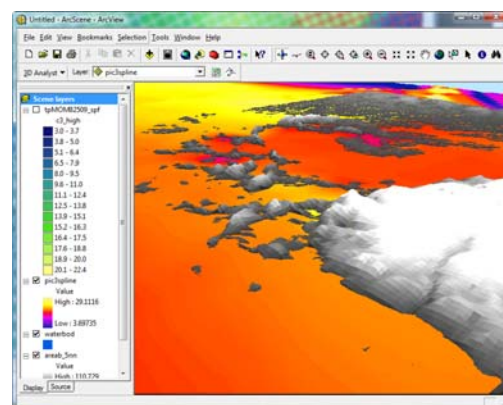 Untitled - ArcScene - ArcView
File Edit View Bookmarks Selection Tools Window Help
3D Analyst Layer: pic3spline
Scene layers
tpMOMB2509_spf
c3_high
3.0 - 3.7
3.8 - 5.0
5.1 - 6.4
6.5 - 7.9
8.0 - 9.5
9.6 - 11.0
11.1 - 12.4
12.5 - 13.8
13.9 - 15.1
15.2 - 16.3
16.4 - 17.5
17.6 - 18.8
18.9 - 20.0
20.1 - 22.4
pic3spline
Value
High : 29.1116
Low : 3.69735
waterbod
areab_5nn
Value
High : 110.779
Display Source